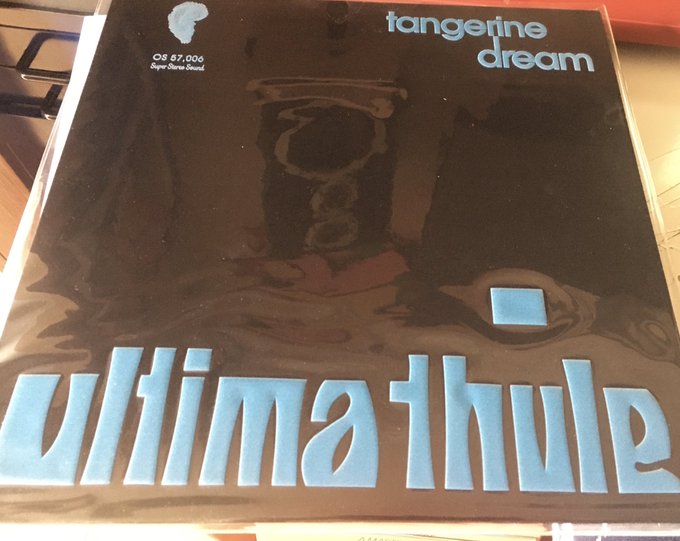 tangerine
dream
OS 57,006
Super Stereo Sound
ultima thule